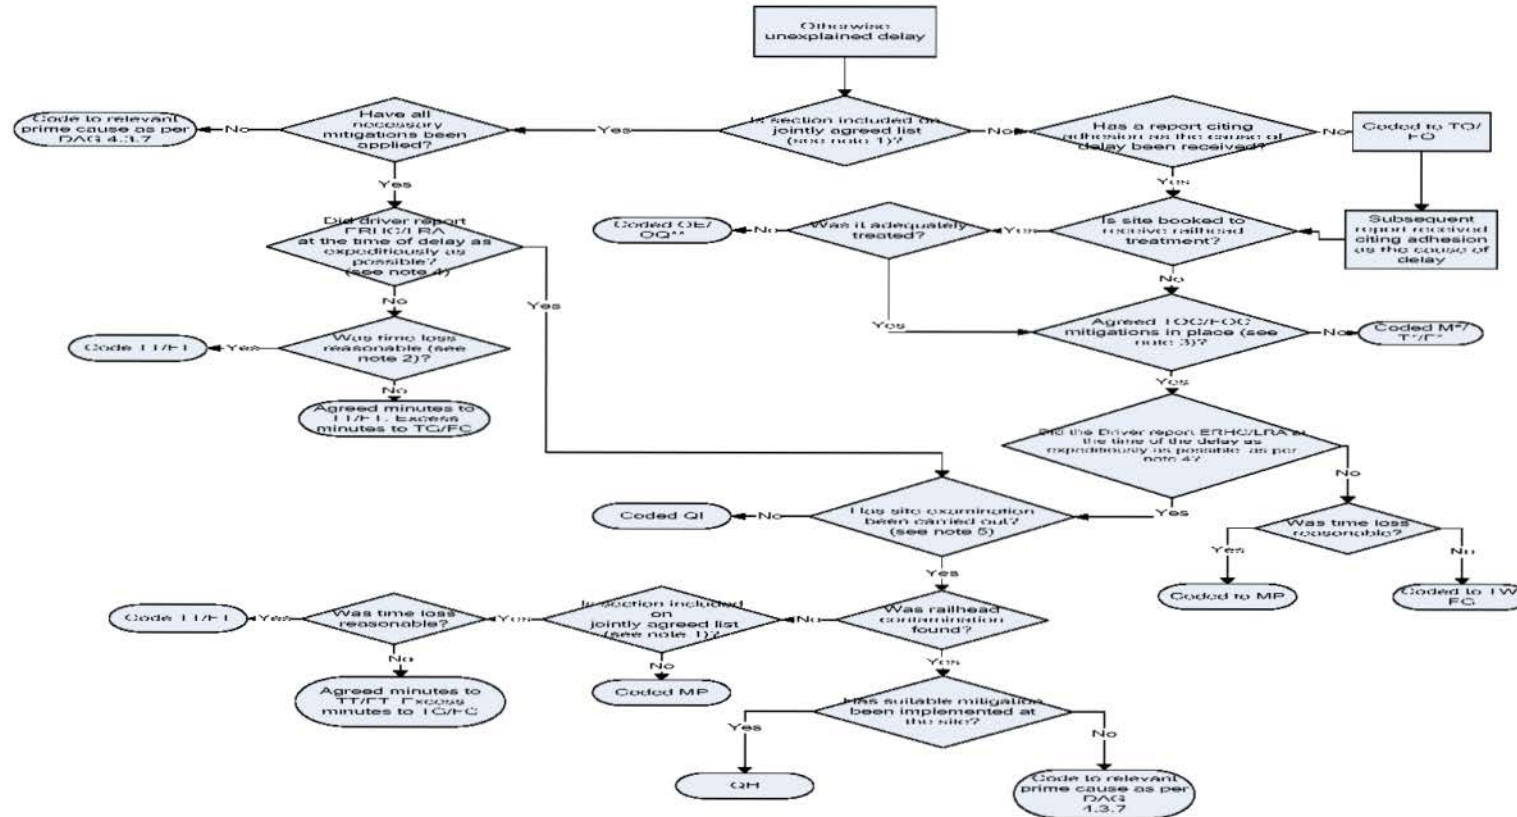 Otherwise
unexplained delay
Is section included on
jointly agreed list
(see note 1)?
Yes
No
Have all
necessary
mitigations been
applied?
No
Code to relevant
prime cause as per
DAG 4.3.7
Yes
Has a report citing
adhesion as the cause of
delay been received?
No
Coded to TO/
FO
Yes
Subsequent
report received
citing adhesion
as the cause of
delay
Did driver report
ERHC/LRA
at the time of delay as
expeditiously as
possible?
(see note 4)
No
Yes
Is site booked to
receive railhead
treatment?
Yes
Was it adequately
treated?
No
Coded QE/
OQ**
Yes
No
Was time loss
reasonable (see
note 2)?
Yes
Code TT/FT
No
Agreed minutes to
TT/FT. Excess
minutes to TG/FC
Agreed TOC/FOC
mitigations in place (see
note 3)?
No
Coded M*/
T*/F*
Yes
Did the Driver report ERHC/LRA at
the time of the delay as
expeditiously as possible as per
note 4?
No
Yes
Was time loss
reasonable?
Yes
Coded to MP
No
Coded to TW
FG
Has site examination
been carried out?
(see note 5)
No
Coded QI
Yes
Was railhead
contamination
found?
No
Is section included
on
jointly agreed list
(see note 1)?
Yes
Was time loss
reasonable?
Yes
Code TT/FT
No
Agreed minutes to
TT/FT. Excess
minutes to TG/FC
No
Coded MP
Yes
Has suitable mitigation
been implemented at
the site?
Yes
QH
No
Code to relevant
prime cause as per
DAG
4.3.7